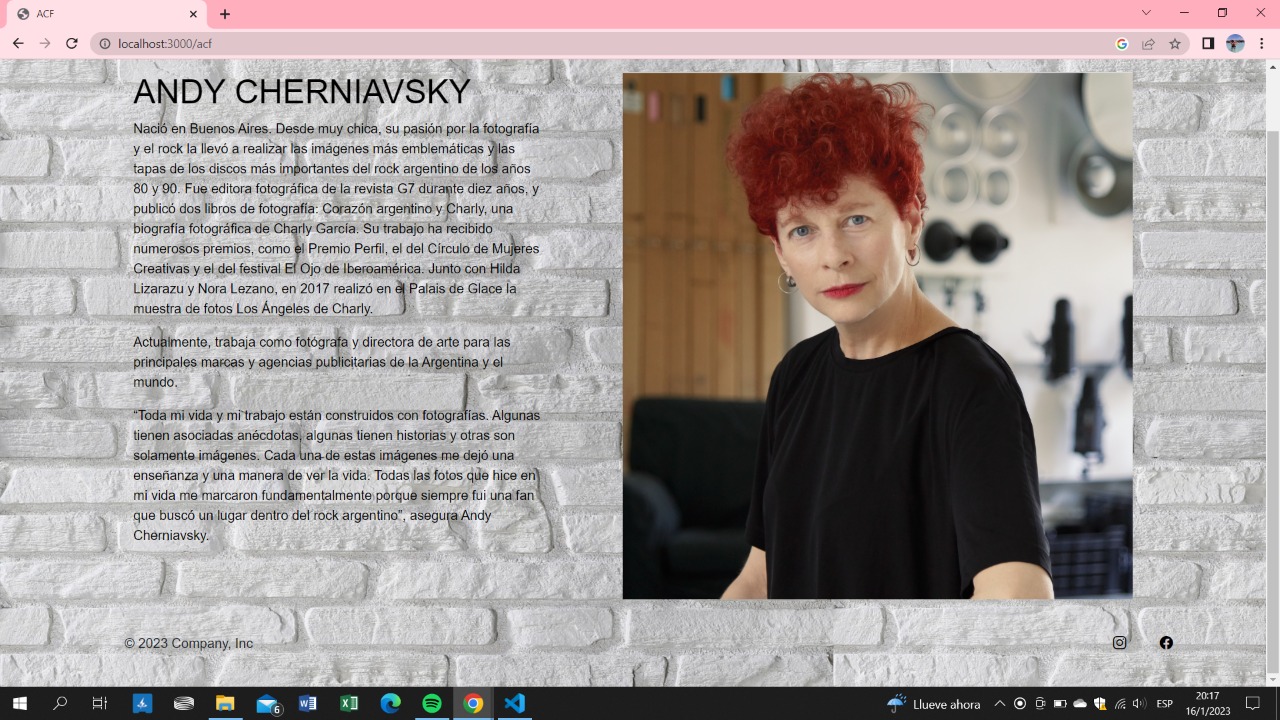 ACF
localhost:3000/acf
ANDY CHERNIAVSKY
Nació en Buenos Aires. Desde muy chica, su pasión por la fotografía
y el rock la llevó a realizar las imágenes más emblemáticas y las
tapas de los discos más importantes del rock argentino de los años
80 y 90. Fue editora fotográfica de la revista G7 durante diez años, y
publicó dos libros de fotografía: Corazón argentino y Charly, una
biografía fotográfica de Charly García. Su trabajo ha recibido
numerosos premios, como el Premio Perfil, el del Círculo de Mujeres
Creativas y el del festival El Ojo de Iberoamérica. Junto con Hilda
Lizarazu y Nora Lezano, en 2017 realizó en el Palais de Glace la
muestra de fotos Los Ángeles de Charly.
Actualmente, trabaja como fotógrafa y directora de arte para las
principales marcas y agencias publicitarias de la Argentina y el
mundo.
“Toda mi vida y mi trabajo están construidos con fotografías. Algunas
tienen asociadas anécdotas, algunas tienen historias y otras son
solamente imágenes. Cada una de estas imágenes me dejó una
enseñanza y una manera de ver la vida. Todas las fotos que hice en
mi vida me marcaron fundamentalmente porque siempre fui una fan
que buscó un lugar dentro del rock argentino”, asegura Andy
Cherniavsky.
© 2023 Company, Inc
6
Llueve ahora
ESP
20:17
16/1/2023